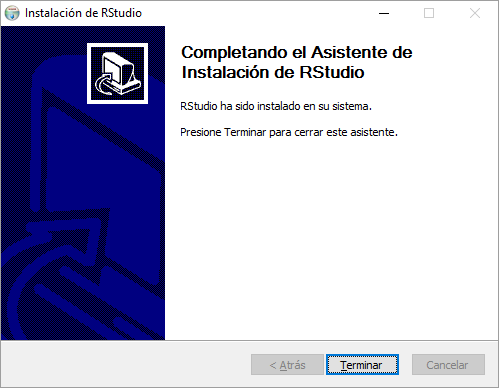 Instalación de RStudio
Completando el Asistente de
Instalación de RStudio
RStudio ha sido instalado en su sistema.
Presione Terminar para cerrar este asistente.
< Atrás
Terminar
Cancelar